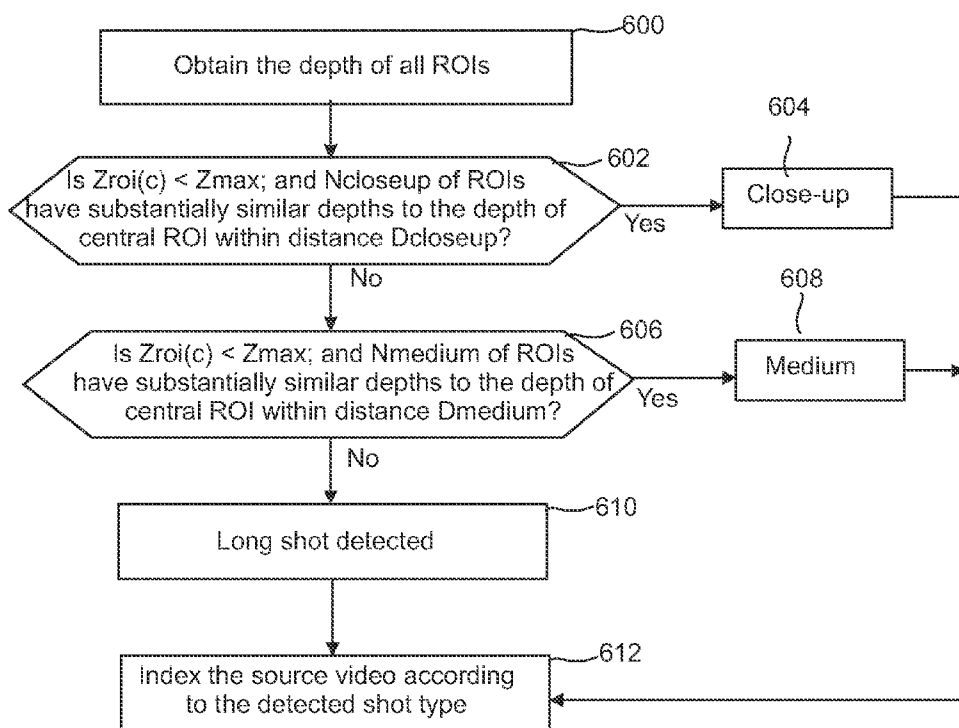 600
Obtain the depth of all ROIs
602
Is Zroi(c) < Zmax; and Ncloseup of ROIs
have substantially similar depths to the depth of
central ROI within distance Dcloseup?
Yes
604
Close-up
No
606
Is Zroi(c) < Zmax; and Nmedium of ROIs
have substantially similar depths to the depth of
central ROI within distance Dmedium?
Yes
608
Medium
No
610
Long shot detected
612
Index the source video according
to the detected shot type